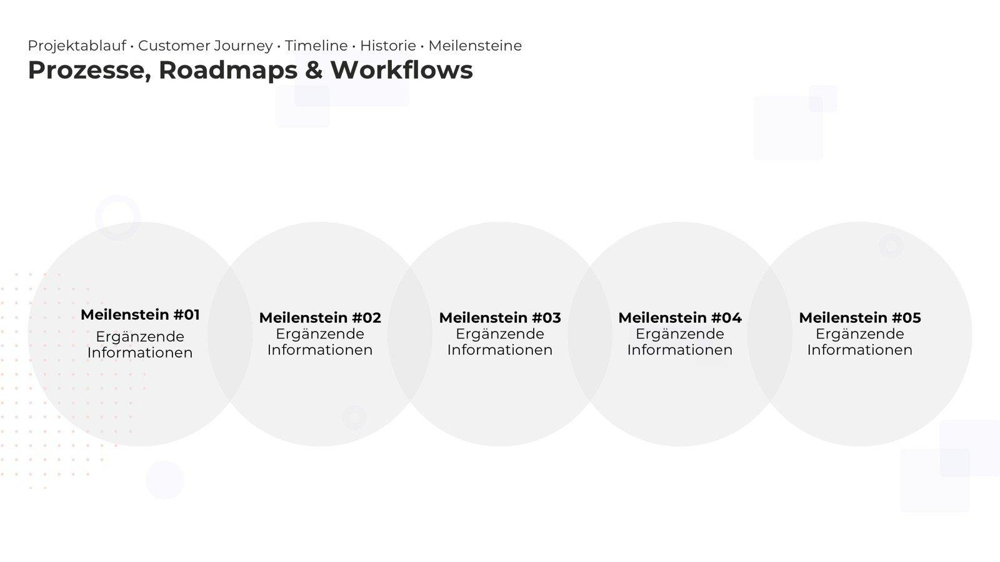 Projektablauf • Customer Journey • Timeline • Historie • Meilensteine
Prozesse, Roadmaps & Workflows
Meilenstein #01
Ergänzende
Informationen
Meilenstein #02
Ergänzende
Informationen
Meilenstein #03
Ergänzende
Informationen
Meilenstein #04
Ergänzende
Informationen
Meilenstein #05
Ergänzende
Informationen